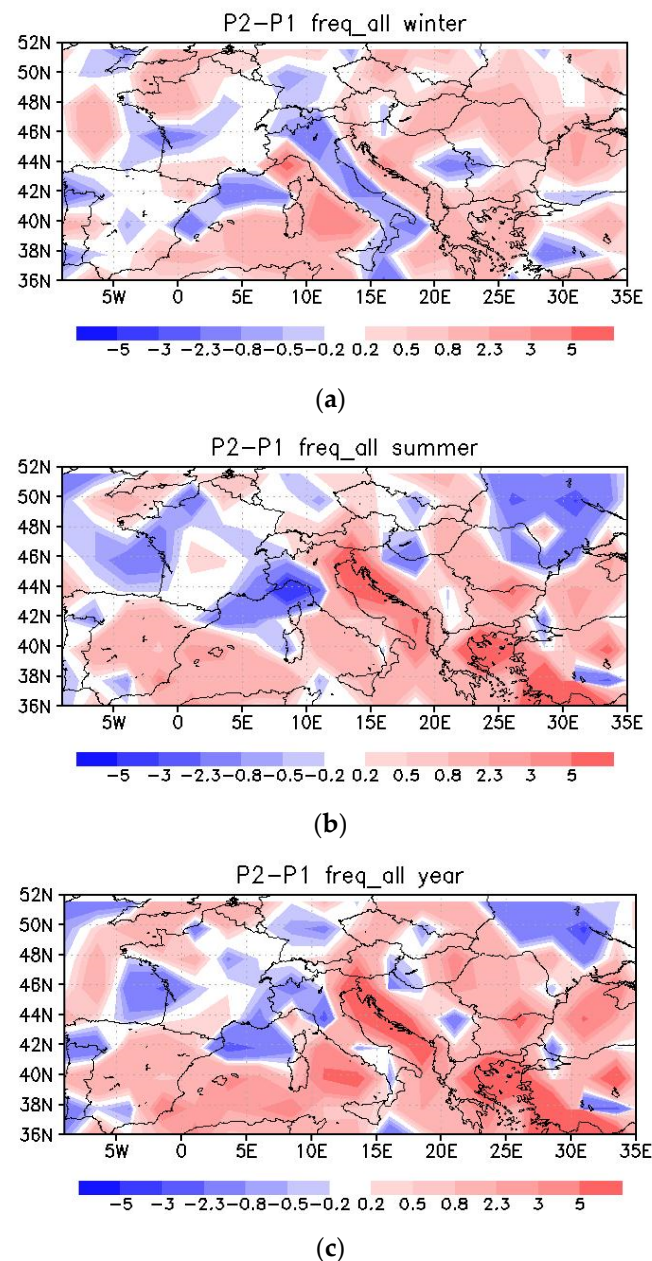 P2-P1 freq_all winter
52N
50N
48N
46N
44N
42N
40N
38N
36N
5W 0 5E 10E 15E 20E 25E 30E 35E
-5 -3 -2.3 -0.8 -0.5 -0.2 0.2 0.5 0.8 2.3 3 5
(a)
P2-P1 freq_all summer
52N
50N
48N
46N
44N
42N
40N
38N
36N
5W 0 5E 10E 15E 20E 25E 30E 35E
-5 -3 -2.3 -0.8 -0.5 -0.2 0.2 0.5 0.8 2.3 3 5
(b)
P2-P1 freq_all year
52N
50N
48N
46N
44N
42N
40N
38N
36N
5W 0 5E 10E 15E 20E 25E 30E 35E
-5 -3 -2.3 -0.8 -0.5 -0.2 0.2 0.5 0.8 2.3 3 5
(c)